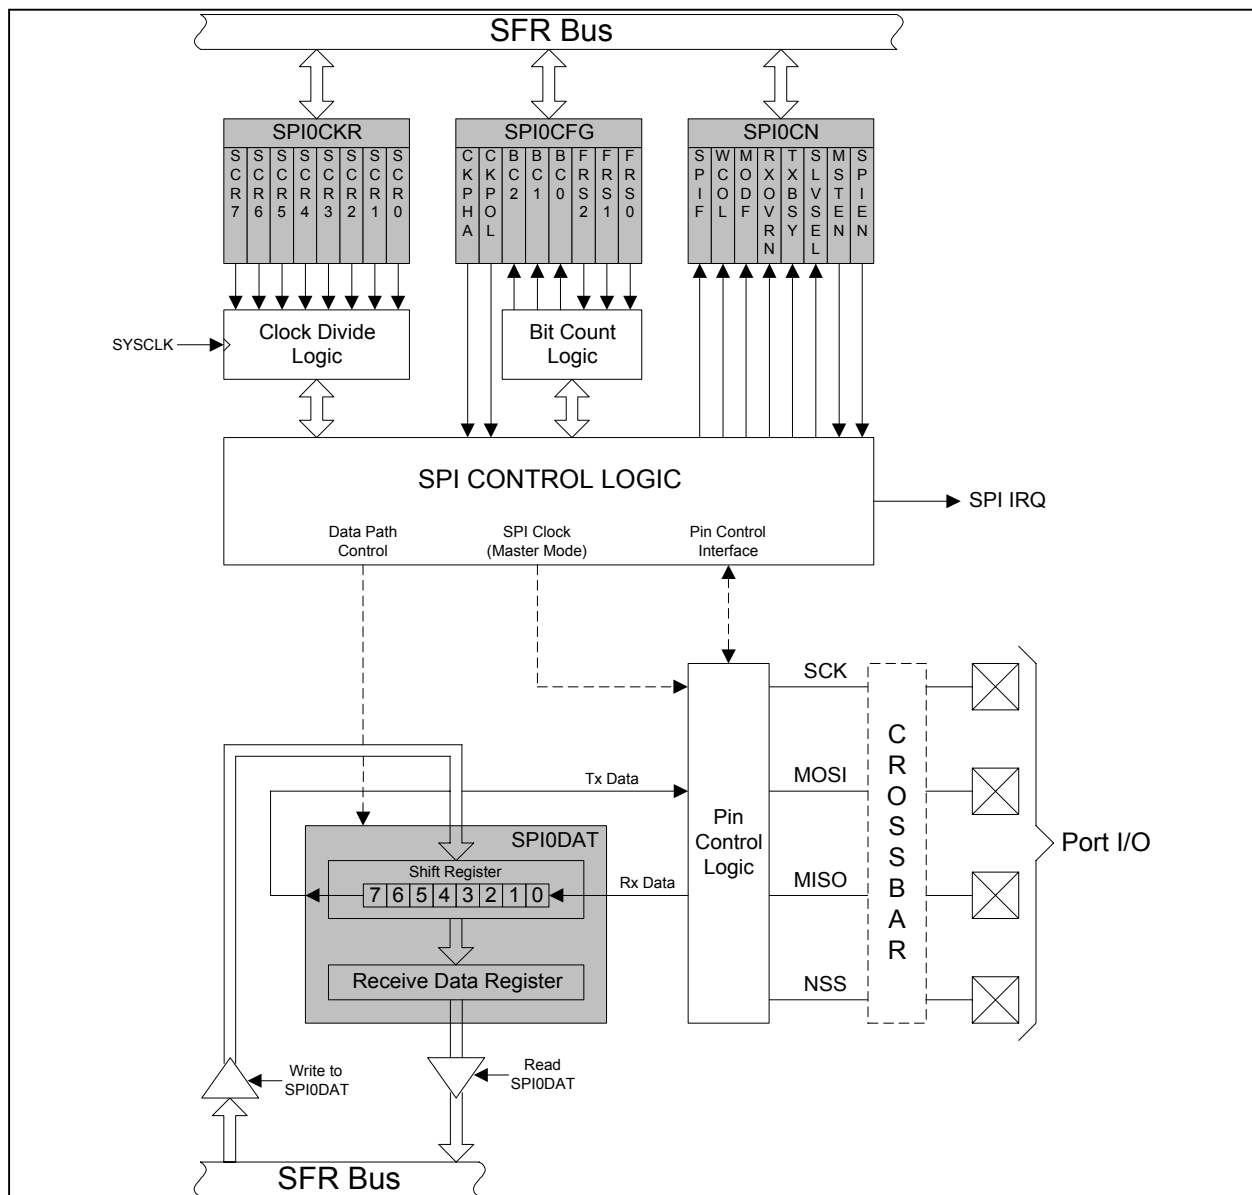 SFR Bus
SPI0CKR
SCR7
SCR6
SCR5
SCR4
SCR3
SCR2
SCR1
SCR0
SPI0CFG
CKPHA
CKPOL
BC2
BC1
BC0
FRS2
FRS1
FRS0
SPI0CN
SPIF
WCOL
MODF
RXOVRN
TXBSY
SLVSEL
MSTEN
SPIEN
SYSCLK
Clock Divide
Logic
Bit Count
Logic
SPI CONTROL LOGIC
SPI IRQ
Data Path
Control
SPI Clock
(Master Mode)
Pin Control
Interface
SCK
MOSI
MISO
NSS
CROSSBAR
Port I/O
Tx Data
Pin
Control
Logic
SPI0DAT
Shift Register
7 6 5 4 3 2 1 0
Rx Data
Receive Data Register
Write to
SPI0DAT
Read
SPI0DAT
SFR Bus